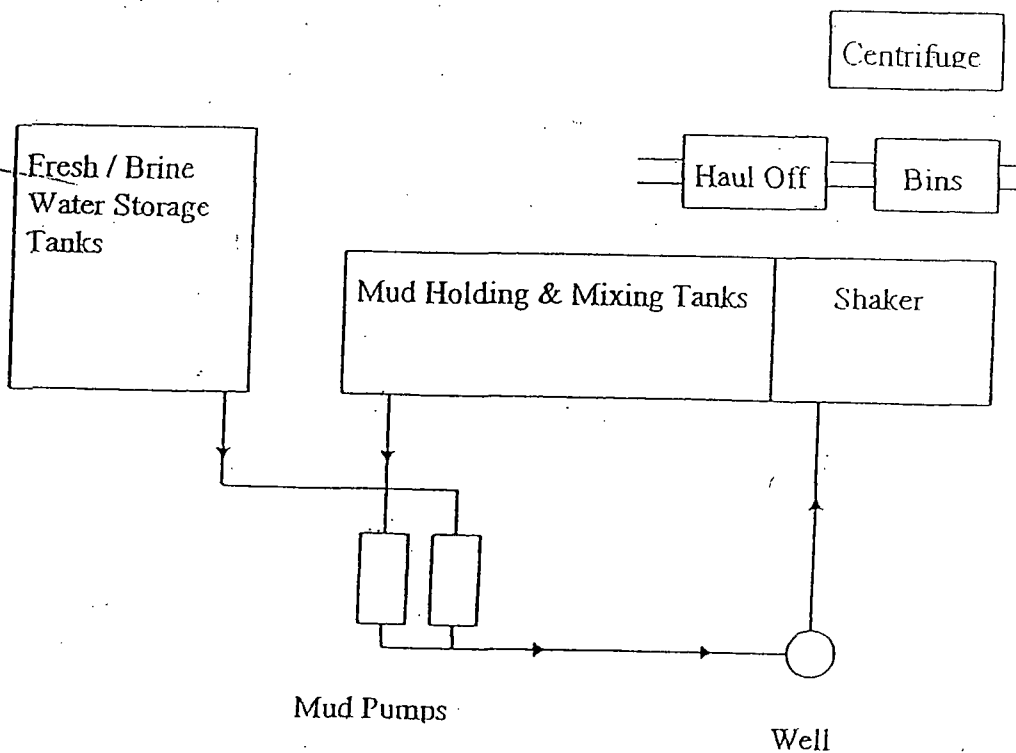 Centrifuge
Fresh / Brine
Water Storage
Tanks
Haul Off
Bins
Mud Holding & Mixing Tanks
Shaker
Mud Pumps
Well